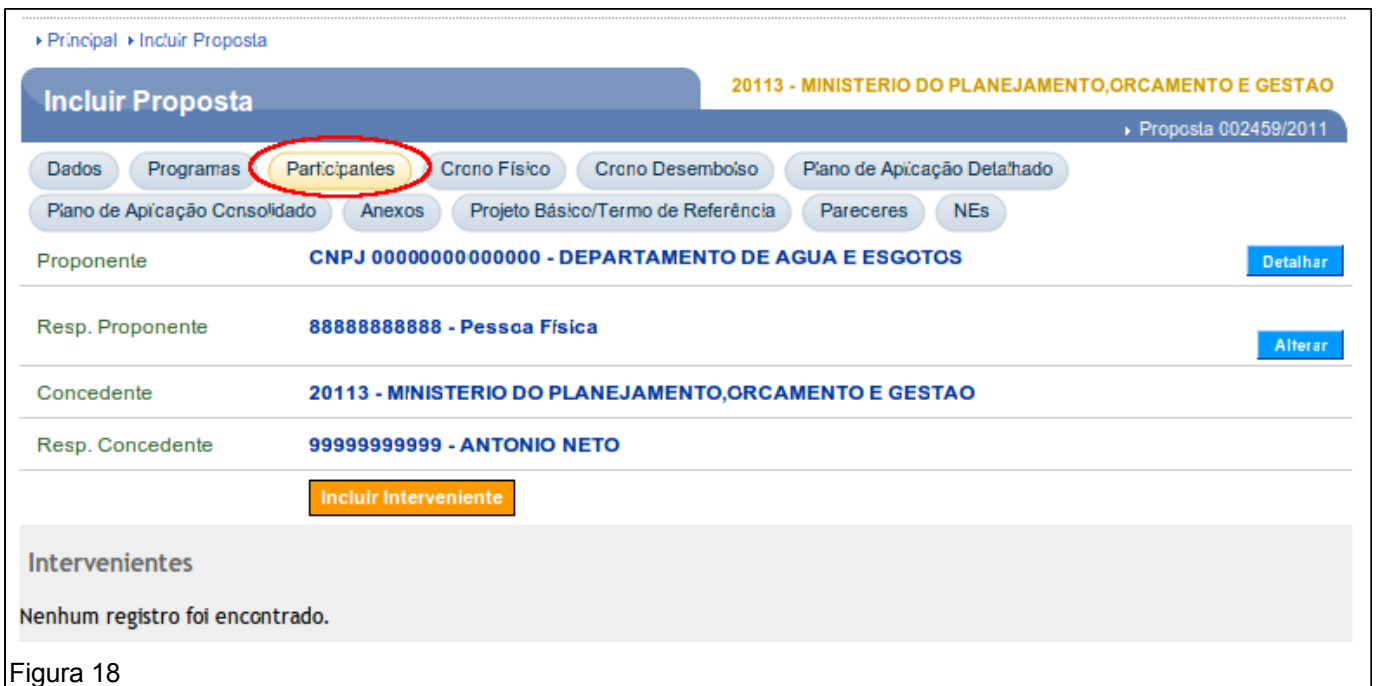 Principal Incluir Proposta
20113 - MINISTERIO DO PLANEJAMENTO,ORCAMENTO E GESTAO
Incluir Proposta
Proposta 002459/2011
Dados Programas Participantes Crono Físico Crono Desembolso Plano de Aplicação Detalhado
Plano de Aplicação Consolidado Anexos Projeto Básico/Termo de Referência Pareceres NEs
Proponente CNPJ 00000000000000 - DEPARTAMENTO DE AGUA E ESGOTOS Detalhar
Resp. Proponente 88888888888 - Pessoa Física Alterar
Concedente 20113 - MINISTERIO DO PLANEJAMENTO,ORCAMENTO E GESTAO
Resp. Concedente 99999999999 - ANTONIO NETO
Incluir Interveniente
Intervenientes
Nenhum registro foi encontrado.
Figura 18